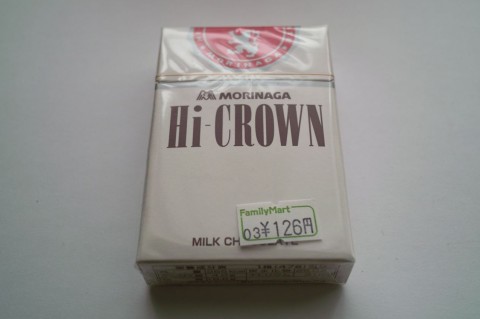 MORINAGA
Hi-CROWN
FamilyMart
03¥126円
MILK CH